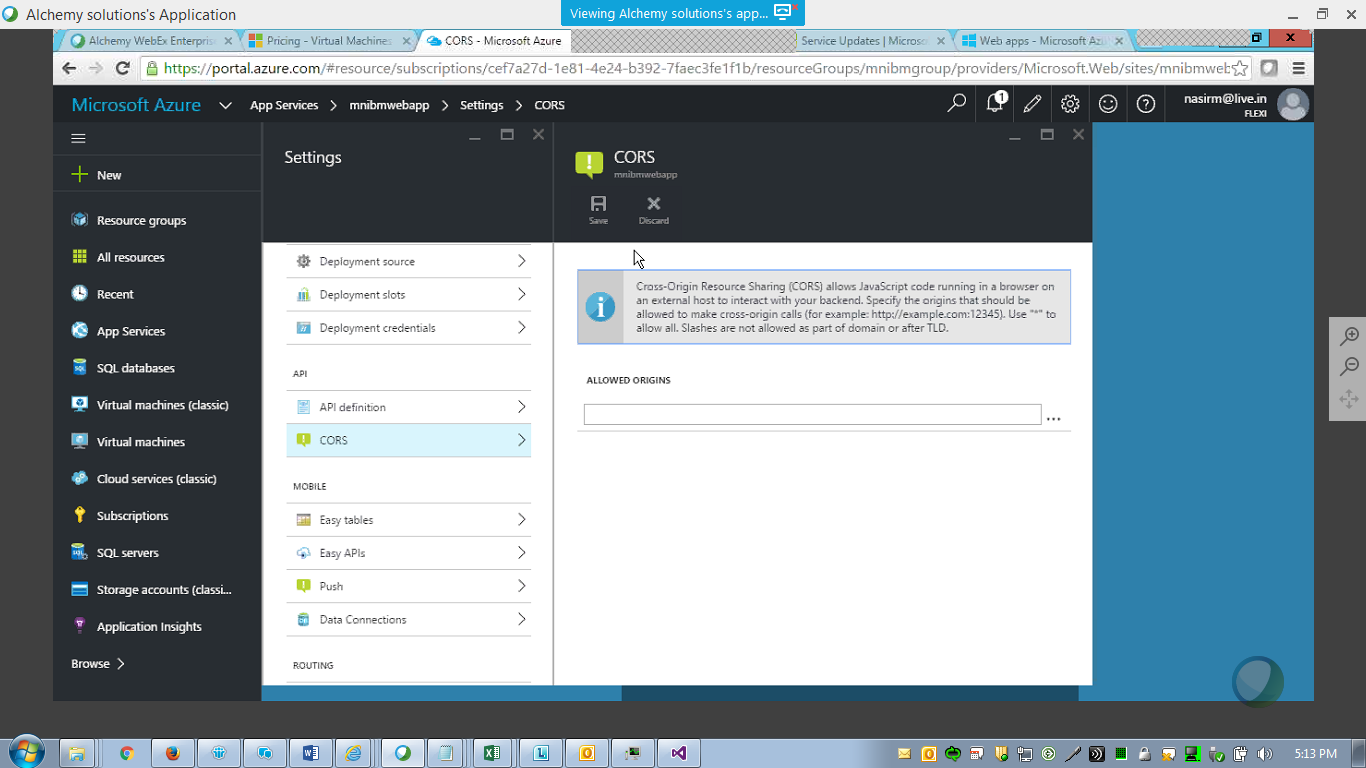 Alchemy solutions's Application
Viewing Alchemy solutions's app...
Alchemy WebEx Enterpris
Pricing - Virtual Machines
CORS - Microsoft Azure
Service Updates | Microso
Web apps - Microsoft Azu
https://portal.azure.com/#resource/subscriptions/cef7a27d-1e81-4e24-b392-7faec3fe1f1b/resourceGroups/mnibmgroup/providers/Microsoft.Web/sites/mnibmweb
Microsoft Azure
App Services > mnibmwebapp > Settings > CORS
1
nasirm@live.in
FLEXI
New
Resource groups
All resources
Recent
App Services
SQL databases
Virtual machines (classic)
Virtual machines
Cloud services (classic)
Subscriptions
SQL servers
Storage accounts (classi...
Application Insights
Browse >
Settings
Deployment source
Deployment slots
Deployment credentials
API
API definition
CORS
MOBILE
Easy tables
Easy APIs
Push
Data Connections
ROUTING
CORS
mnibmwebapp
Save
Discard
Cross-Origin Resource Sharing (CORS) allows JavaScript code running in a browser on
an external host to interact with your backend. Specify the origins that should be
allowed to make cross-origin calls (for example: http://example.com:12345). Use "*" to
allow all. Slashes are not allowed as part of domain or after TLD.
ALLOWED ORIGINS
...
5:13 PM